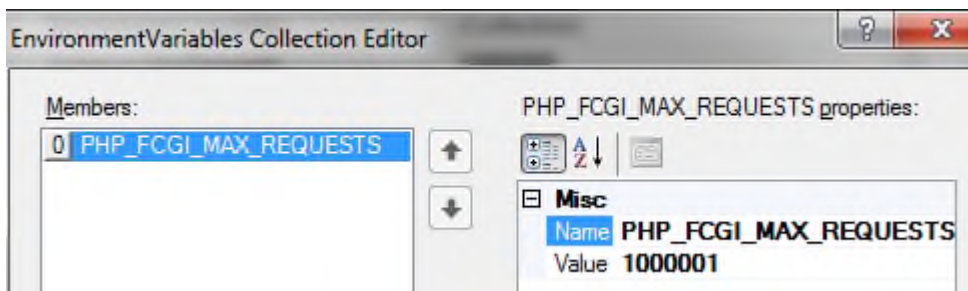 EnvironmentVariables Collection Editor
Members:
0 PHP_FCGI_MAX_REQUESTS
PHP_FCGI_MAX_REQUESTS properties:
Misc
Name PHP_FCGI_MAX_REQUESTS
Value 1000001